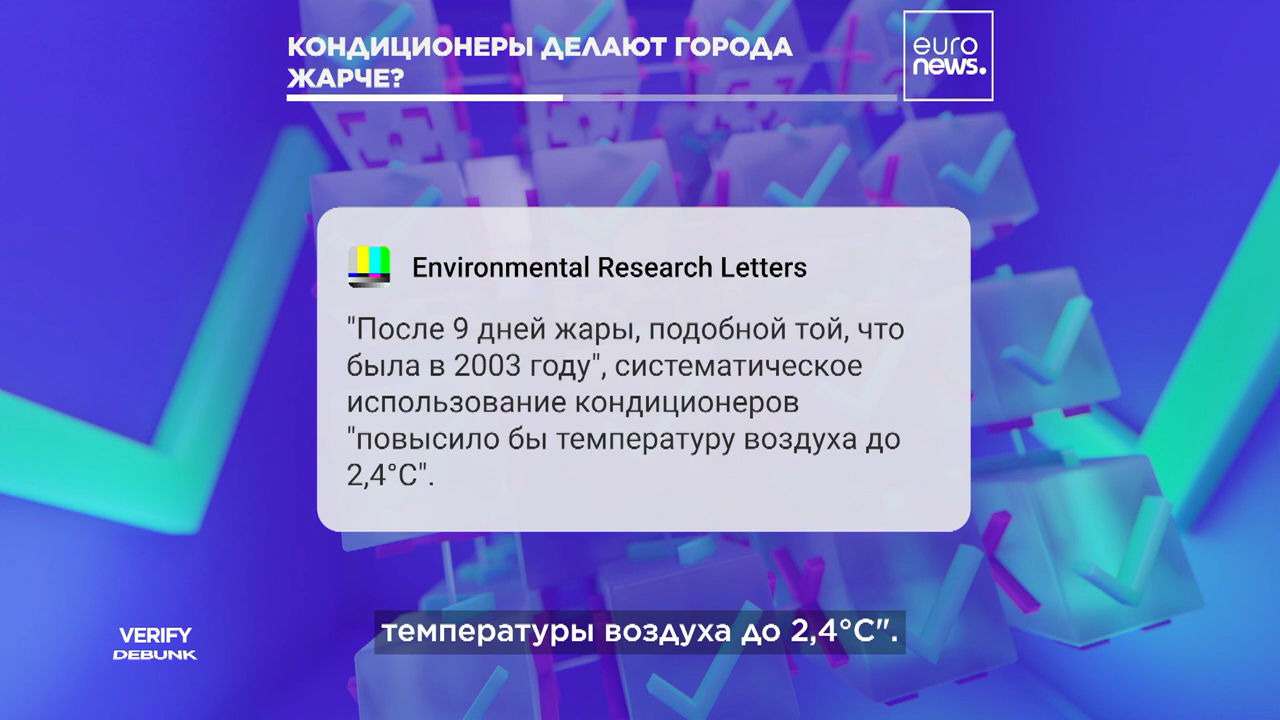 КОНДИЦИОНЕРЫ ДЕЛАЮТ ГОРОДА
ЖАРЧЕ?
euro
news.
Environmental Research Letters
"После 9 дней жары, подобной той, что
была в 2003 году", систематическое
использование кондиционеров
"повысило бы температуру воздуха до
2,4°C".
температуры воздуха до 2,4°C".
VERIFY
DEBUNK